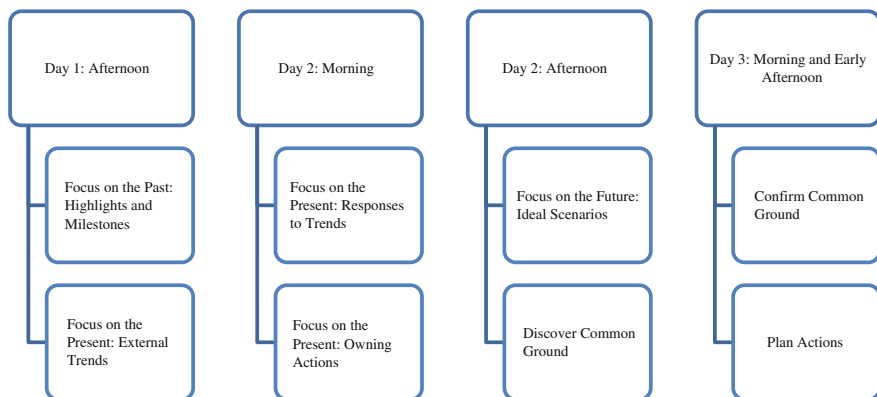 Day 1: Afternoon
Focus on the Past:
Highlights and
Milestones
Focus on the
Present: External
Trends
Day 2: Morning
Focus on the
Present: Responses
to Trends
Focus on the
Present: Owning
Actions
Day 2: Afternoon
Focus on the Future:
Ideal Scenarios
Discover Common
Ground
Day 3: Morning and Early
Afternoon
Confirm Common
Ground
Plan Actions